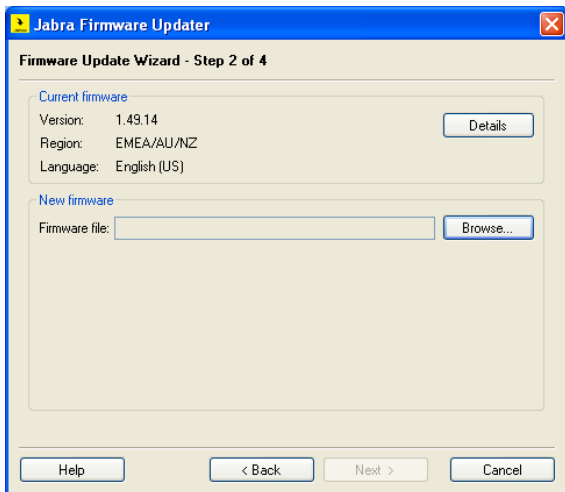 Jabra Firmware Updater
Firmware Update Wizard - Step 2 of 4
Current firmware
Version: 1.49.14
Details
Region: EMEA/AU/NZ
Language: English (US)
New firmware
Firmware file:
Browse...
Help
< Back
Next >
Cancel